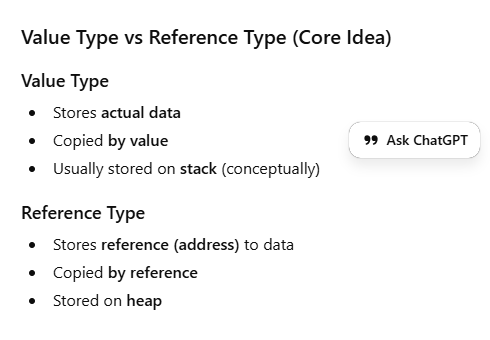 Value Type vs Reference Type (Core Idea)
Value Type
• Stores actual data
• Copied by value
Ask ChatGPT
• Usually stored on stack (conceptually)
Reference Type
• Stores reference (address) to data
• Copied by reference
• Stored on heap